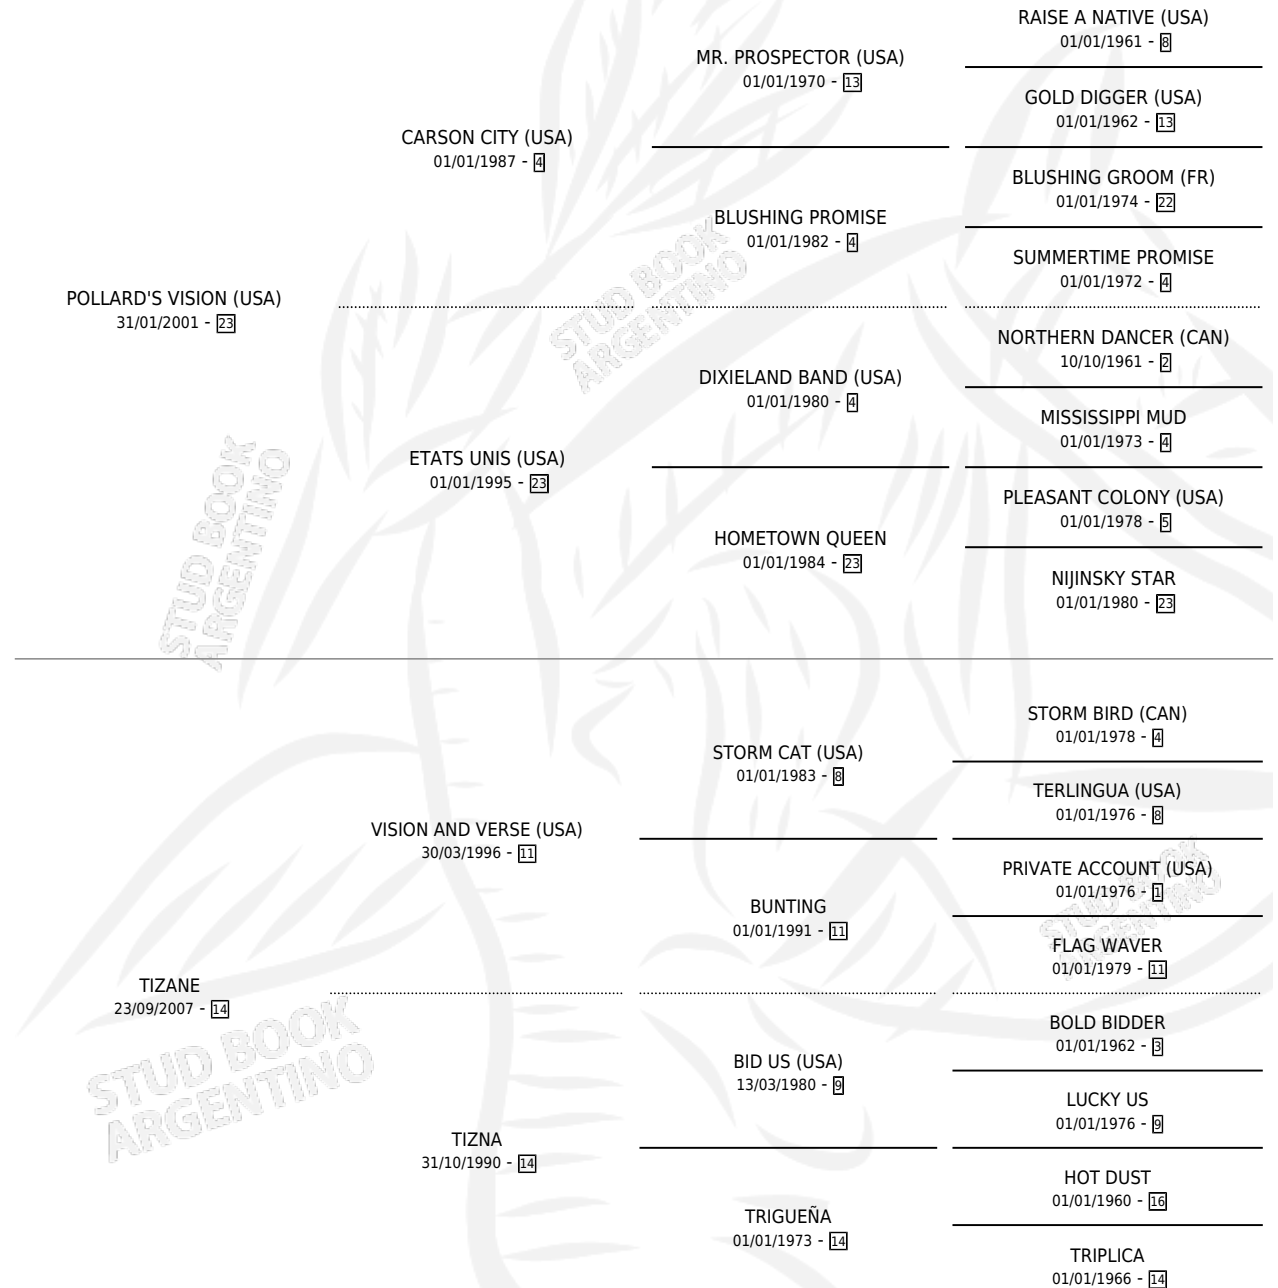 RAISE A NATIVE (USA)
01/01/1961 - 8
MR. PROSPECTOR (USA)
01/01/1970 - 13
GOLD DIGGER (USA)
01/01/1962 - 13
CARSON CITY (USA)
01/01/1987 - 4
BLUSHING GROOM (FR)
01/01/1974 - 22
BLUSHING PROMISE
01/01/1982 - 4
SUMMERTIME PROMISE
01/01/1972 - 4
POLLARD'S VISION (USA)
31/01/2001 - 23
NORTHERN DANCER (CAN)
10/10/1961 - 2
DIXIELAND BAND (USA)
01/01/1980 - 4
MISSISSIPPI MUD
01/01/1973 - 4
ETATS UNIS (USA)
01/01/1995 - 23
PLEASANT COLONY (USA)
01/01/1978 - 5
HOMETOWN QUEEN
01/01/1984 - 23
NIJINSKY STAR
01/01/1980 - 23
STORM BIRD (CAN)
01/01/1978 - 4
STORM CAT (USA)
01/01/1983 - 8
TERLINGUA (USA)
01/01/1976 - 8
VISION AND VERSE (USA)
30/03/1996 - 11
PRIVATE ACCOUNT (USA)
01/01/1976 - 1
BUNTING
01/01/1991 - 11
FLAG WAVER
01/01/1979 - 11
TIZANE
23/09/2007 - 14
BOLD BIDDER
01/01/1962 - 3
BID US (USA)
13/03/1980 - 9
LUCKY US
01/01/1976 - 9
TIZNA
31/10/1990 - 14
HOT DUST
01/01/1960 - 16
TRIGUEÑA
01/01/1973 - 14
TRIPLICA
01/01/1966 - 14
STUD BOOK
ARGENTINO
STUD BOOK
ARGENTINO
STUD BOOK
ARGENTINO
STUD BOOK
ARGENTINO